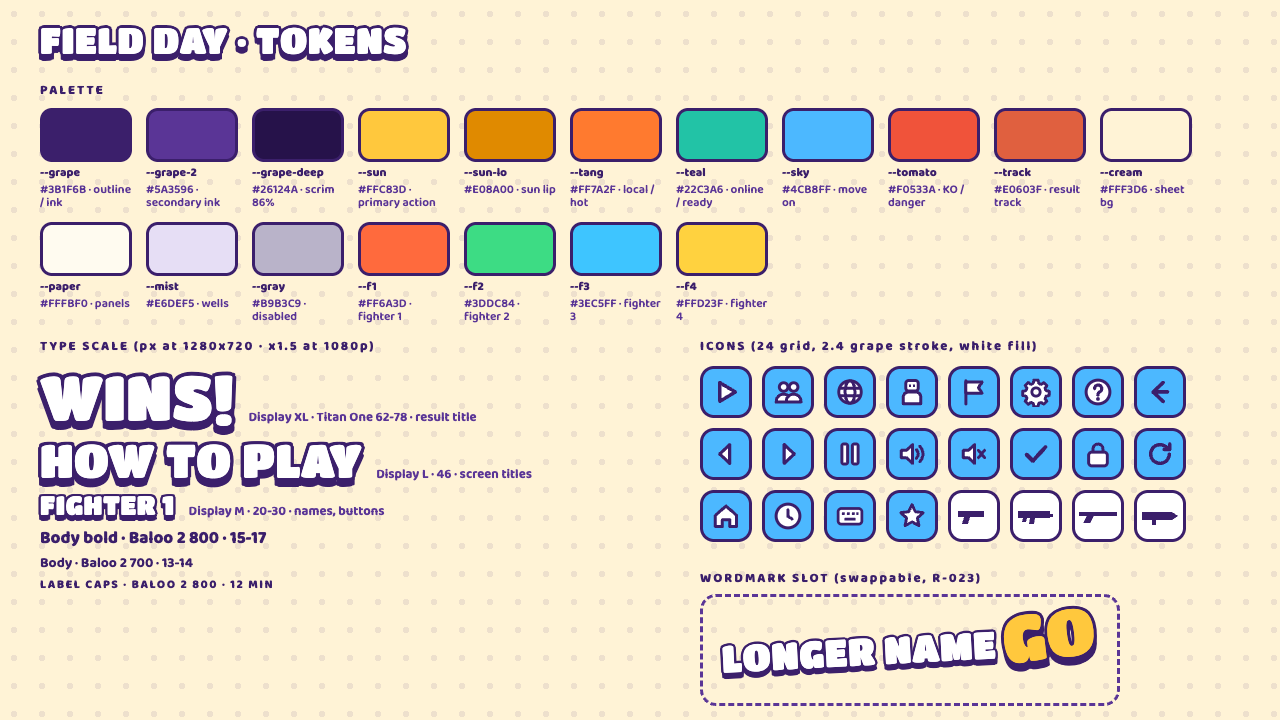 FIELD DAY · TOKENS
PALETTE
--grape
#3B1F6B · outline / ink
--grape-2
#5A3596 · secondary ink
--grape-deep
#26124A · scrim 86%
--sun
#FFC83D · primary action
--sun-lo
#E08A00 · sun lip
--tang
#FF7A2F · local / hot
--teal
#22C3A6 · online / ready
--sky
#4CB8FF · move on
--tomato
#F0533A · KO / danger
--track
#E0603F · result track
--cream
#FFF3D6 · sheet bg
--paper
#FFFBF0 · panels
--mist
#E6DEF5 · wells
--gray
#B9B3C9 · disabled
--f1
#FF6A3D · fighter 1
--f2
#3DDC84 · fighter 2
--f3
#3EC5FF · fighter 3
--f4
#FFD23F · fighter 4
TYPE SCALE (px at 1280x720 · x1.5 at 1080p)
WINS! Display XL · Titan One 62-78 · result title
HOW TO PLAY Display L · 46 · screen titles
FIGHTER 1 Display M · 20-30 · names, buttons
Body bold · Baloo 2 800 · 15-17
Body · Baloo 2 700 · 13-14
LABEL CAPS · BALOO 2 800 · 12 MIN
ICONS (24 grid, 2.4 grape stroke, white fill)
WORDMARK SLOT (swappable, R-023)
LONGER NAME GO